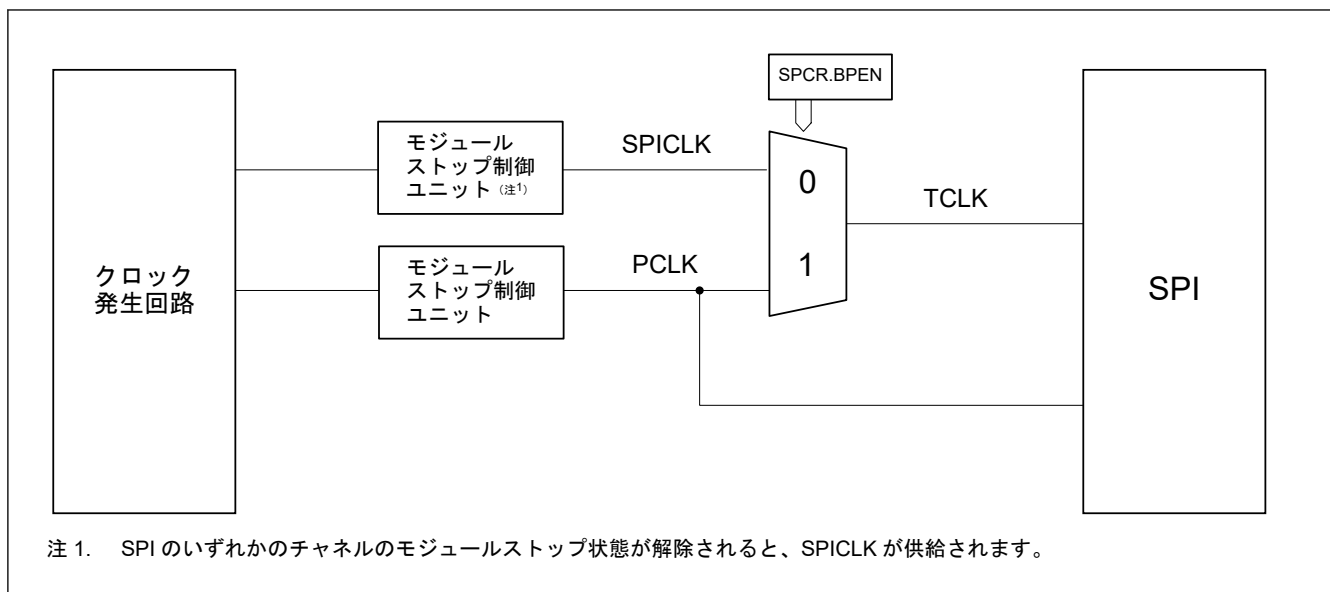 SPCR.BPEN
モジュール
ストップ制御
ユニット（注1）
SPICLK
0
TCLK
クロック
発生回路
モジュール
ストップ制御
ユニット
PCLK
1
SPI
注 1. SPI のいずれかのチャネルのモジュールストップ状態が解除されると、SPICLK が供給されます。